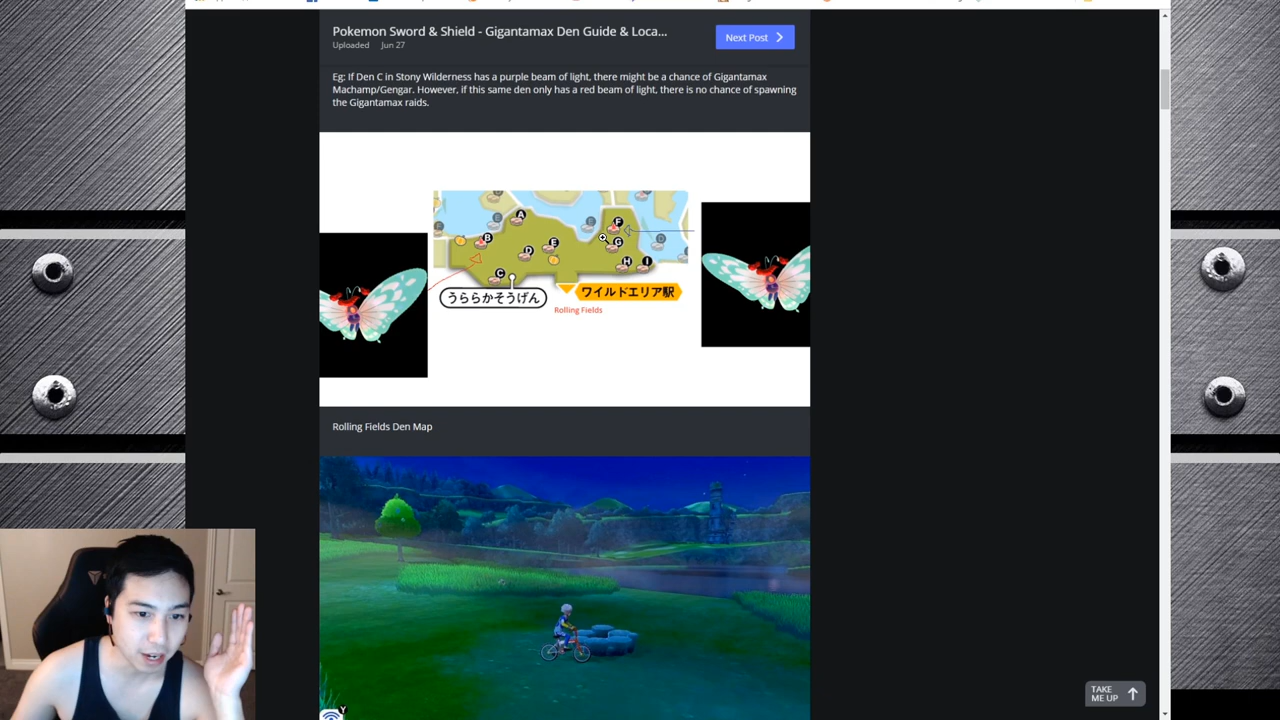 Pokemon Sword & Shield - Gigantamax Den Guide & Loca...
Uploaded Jun 27
Next Post
Eg: If Den C in Stony Wilderness has a purple beam of light, there might be a chance of Gigantamax
Machamp/Gengar. However, if this same den only has a red beam of light, there is no chance of spawning
the Gigantamax raids.
A
F
B
E
G
D
H
I
C
うららかそうげん
ワイルドエリア駅
Rolling Fields
Rolling Fields Den Map
Y
TAKE
ME UP